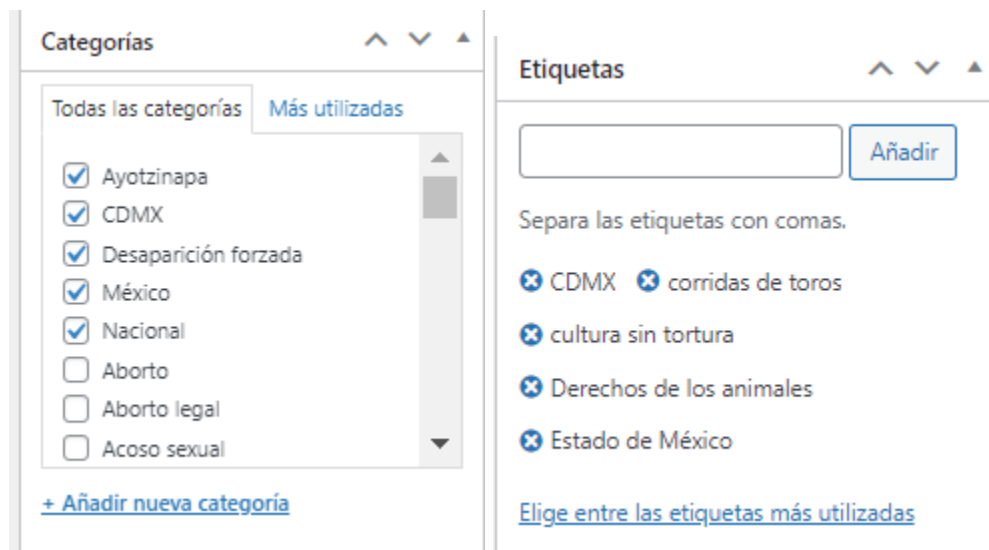 Categorías
Todas las categorías Más utilizadas
Ayotzinapa
CDMX
Desaparición forzada
México
Nacional
Aborto
Aborto legal
Acoso sexual
+ Añadir nueva categoría
Etiquetas
Añadir
Separa las etiquetas con comas.
CDMX corridas de toros
cultura sin tortura
Derechos de los animales
Estado de México
Elige entre las etiquetas más utilizadas